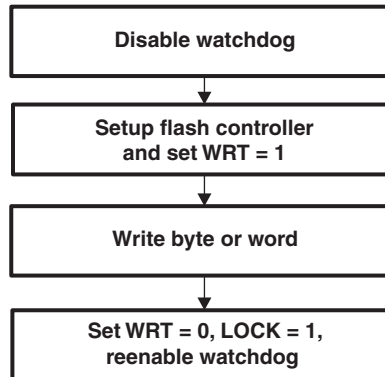 Disable watchdog
Setup flash controller
and set WRT = 1
Write byte or word
Set WRT = 0, LOCK = 1,
reenable watchdog